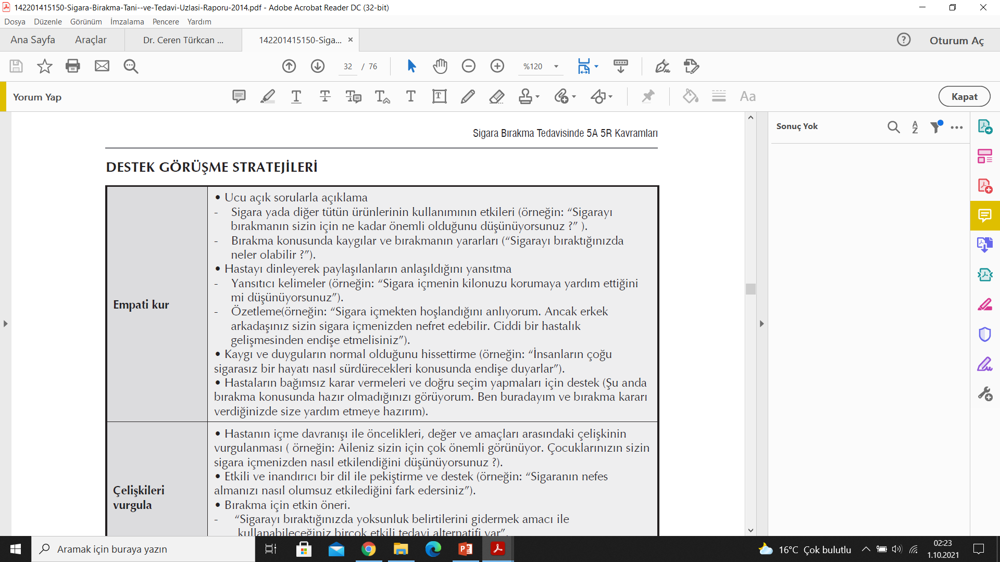 142201415150-Sigara-Birakma-Tani--ve-Tedavi-Uzlasi-Raporu-2014.pdf - Adobe Acrobat Reader DC (32-bit)
Dosya Düzenle Görünüm İmzalama Pencere Yardım
Ana Sayfa Araçlar Dr. Ceren Türkcan ... 142201415150-Siga... × Oturum Aç
32 / 76 %120
Yorum Yap Aa Kapat
Sonuç Yok
Sigara Bırakma Tedavisinde 5A 5R Kavramları
DESTEK GÖRÜŞME STRATEJİLERİ
Empati kur
• Ucu açık sorularla açıklama
- Sigara yada diğer tütün ürünlerinin kullanımının etkileri (örneğin: “Sigarayı
bırakmanın sizin için ne kadar önemli olduğunu düşünüyorsunuz ?” ).
- Bırakma konusunda kaygılar ve bırakmanın yararları (“Sigarayı bıraktığınızda
neler olabilir ?”).
• Hastayı dinleyerek paylaşılanların anlaşıldığını yansıtma
- Yansıtıcı kelimeler (örneğin: “Sigara içmenin kilonuzu korumaya yardım ettiğini
mi düşünüyorsunuz”).
- Özetleme(örneğin: “Sigara içmekten hoşlandığını anlıyorum. Ancak erkek
arkadaşınız sizin sigara içmenizden nefret edebilir. Ciddi bir hastalık
gelişmesinden endişe etmelisiniz”).
• Kaygı ve duyguların normal olduğunu hissettirme (örneğin: “İnsanların çoğu
sigarasız bir hayatı nasıl sürdürecekleri konusunda endişe duyarlar”).
• Hastaların bağımsız karar vermeleri ve doğru seçim yapmaları için destek (Şu anda
bırakma konusunda hazır olmadığınızı görüyorum. Ben buradayım ve bırakma kararı
verdiğinizde size yardım etmeye hazırım).
Çelişkileri
vurgula
• Hastanın içme davranışı ile öncelikleri, değer ve amaçları arasındaki çelişkinin
vurgulanması ( örneğin: Aileniz sizin için çok önemli görünüyor. Çocuklarınızın sizin
sigara içmenizden nasıl etkilendiğini düşünüyorsunuz ?).
• Etkili ve inandırıcı bir dil ile pekiştirme ve destek (örneğin: “Sigaranın nefes
almanızı nasıl olumsuz etkilediğini fark edersiniz”).
• Bırakma için etkin öneri.
- “Sigarayı bıraktığınızda yoksunluk belirtilerini gidermek amacı ile
kullanabileceğiniz birçok etkili tedavi alternatifi var”.
Aramak için buraya yazın
16°C Çok bulutlu
02:23
1.10.2021